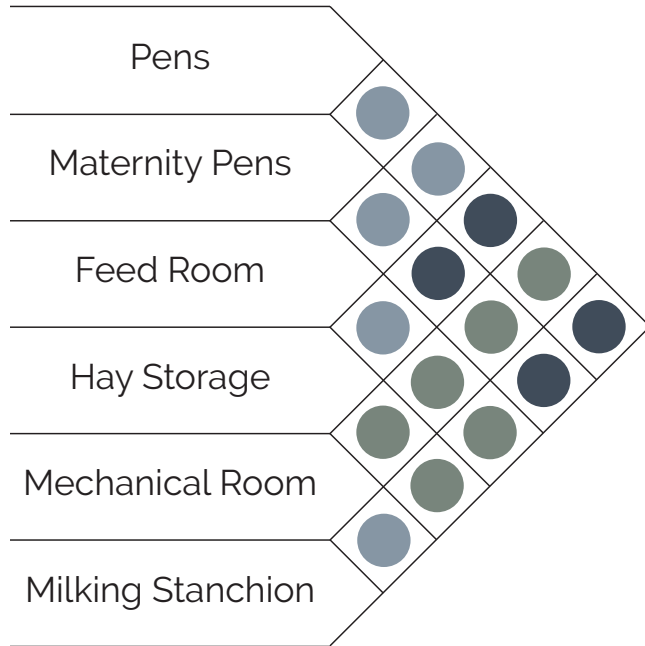 Pens
Maternity Pens
Feed Room
Hay Storage
Mechanical Room
Milking Stanchion